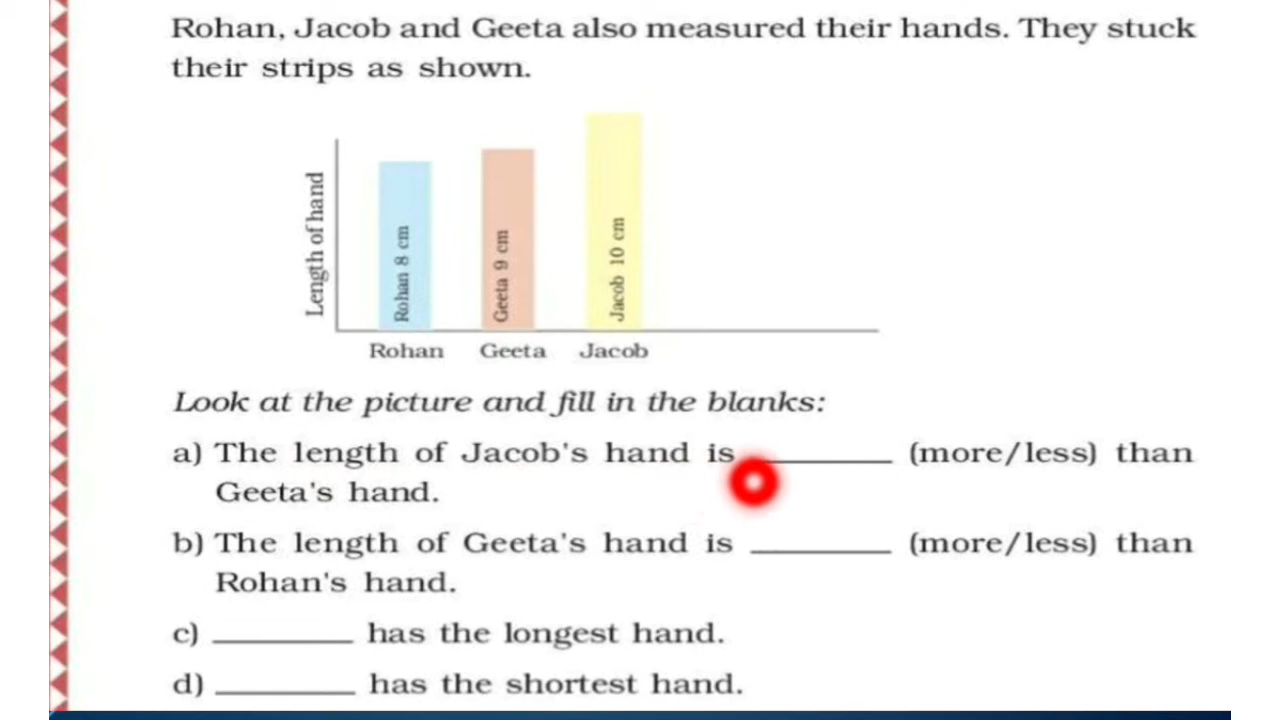 Rohan, Jacob and Geeta also measured their hands. They stuck
their strips as shown.
Length of hand
Rohan 8 cm
Geeta 9 cm
Jacob 10 cm
Rohan Geeta Jacob
Look at the picture and fill in the blanks:
a) The length of Jacob's hand is ________ (more/less) than
Geeta's hand.
b) The length of Geeta's hand is ________ (more/less) than
Rohan's hand.
c) ________ has the longest hand.
d) ________ has the shortest hand.